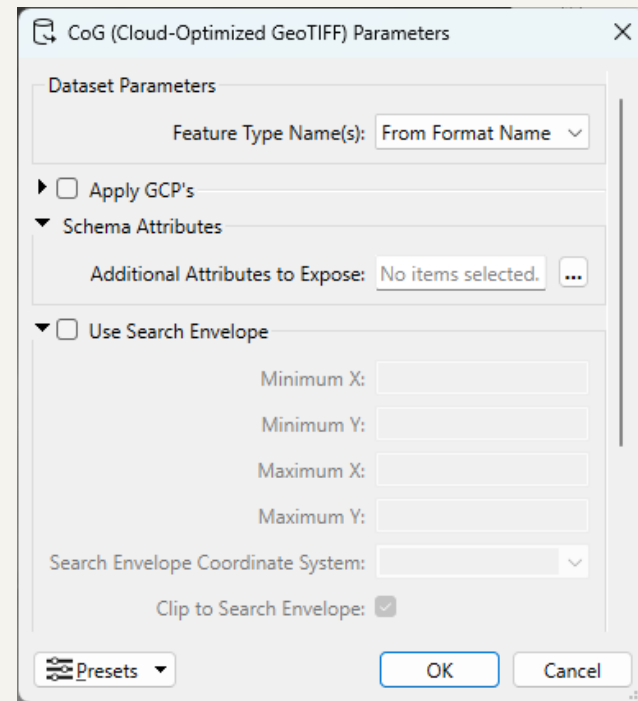 CoG (Cloud-Optimized GeoTIFF) Parameters
Dataset Parameters
Feature Type Name(s): From Format Name
Apply GCP's
Schema Attributes
Additional Attributes to Expose: No items selected. ...
Use Search Envelope
Minimum X:
Minimum Y:
Maximum X:
Maximum Y:
Search Envelope Coordinate System:
Clip to Search Envelope:
Presets OK Cancel